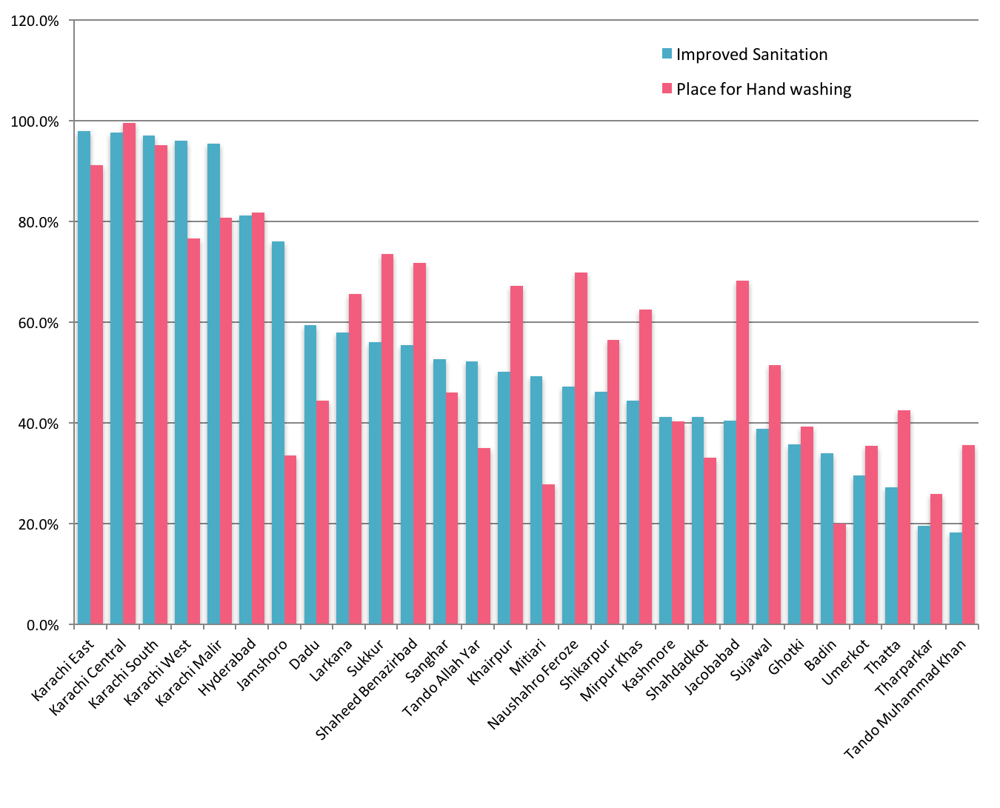 120.0%
Improved Sanitation
Place for Hand washing
100.0%
80.0%
60.0%
40.0%
20.0%
0.0%
Karachi East
Karachi Central
Karachi South
Karachi West
Karachi Malir
Hyderabad
Jamshoro
Dadu
Larkana
Sukkur
Shaheed Benazirbad
Sanghar
Tando Allah Yar
Khairpur
Mitiari
Naushahro Feroze
Shikarpur
Mirpur Khas
Kashmore
Shahdadkot
Jacobabad
Sujawal
Ghotki
Badin
Umerkot
Thatta
Tharparkar
Tando Muhammad Khan